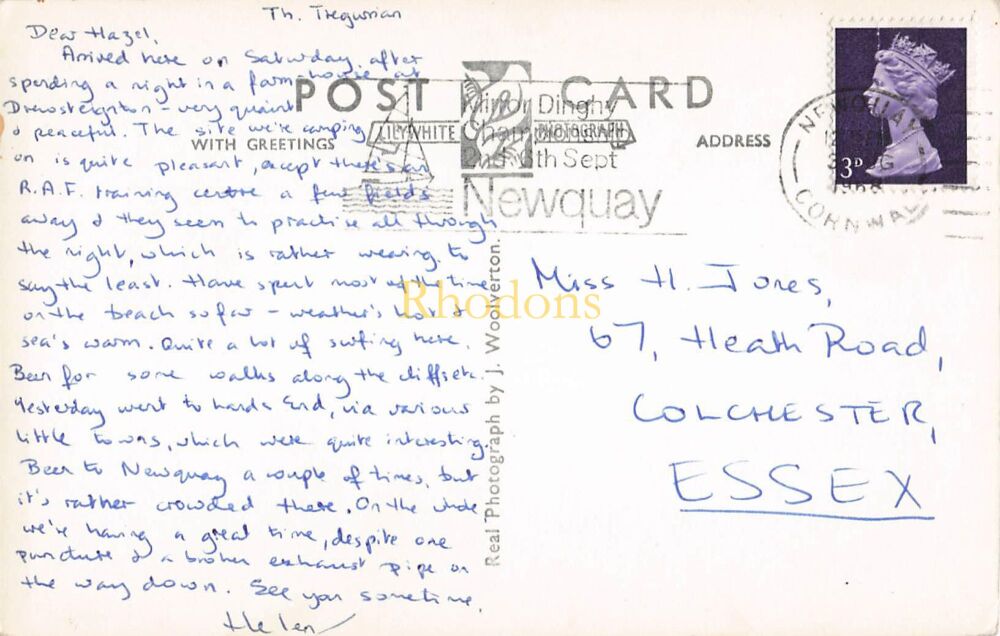 Th. Tregurrian
Dear Hazel,
Arrived here on Saturday, after
spending a night in a farm-house at
Drewsteignton - very quaint
& peaceful. The site we're camping
on is quite pleasant, except there's an
R.A.F. training centre a few fields
away & they seem to practise all through
the night, which is rather wearing, to
say the least. Have spent most of the time
on the beach so far - weather's hot &
sea's warm. Quite a lot of surfing here.
Been for some walks along the cliffs etc.
Yesterday went to Lands End, via various
little towns, which were quite interesting.
Been to Newquay a couple of times, but
it's rather crowded there. On the whole
we're having a great time, despite one
puncture & a broken exhaust pipe on
the way down. See you sometime,
Helen
POST CARD
WITH GREETINGS
LILYWHITE
PHOTOGRAPH
ADDRESS
Mirror Dinghy
Championship
2nd 6th Sept
Newquay
NEWQUAY
1968
CORNWALL
3D
Real Photograph by J. Woolverton.
Rhodons
Miss H. Jones,
67, Heath Road,
COLCHESTER,
ESSEX